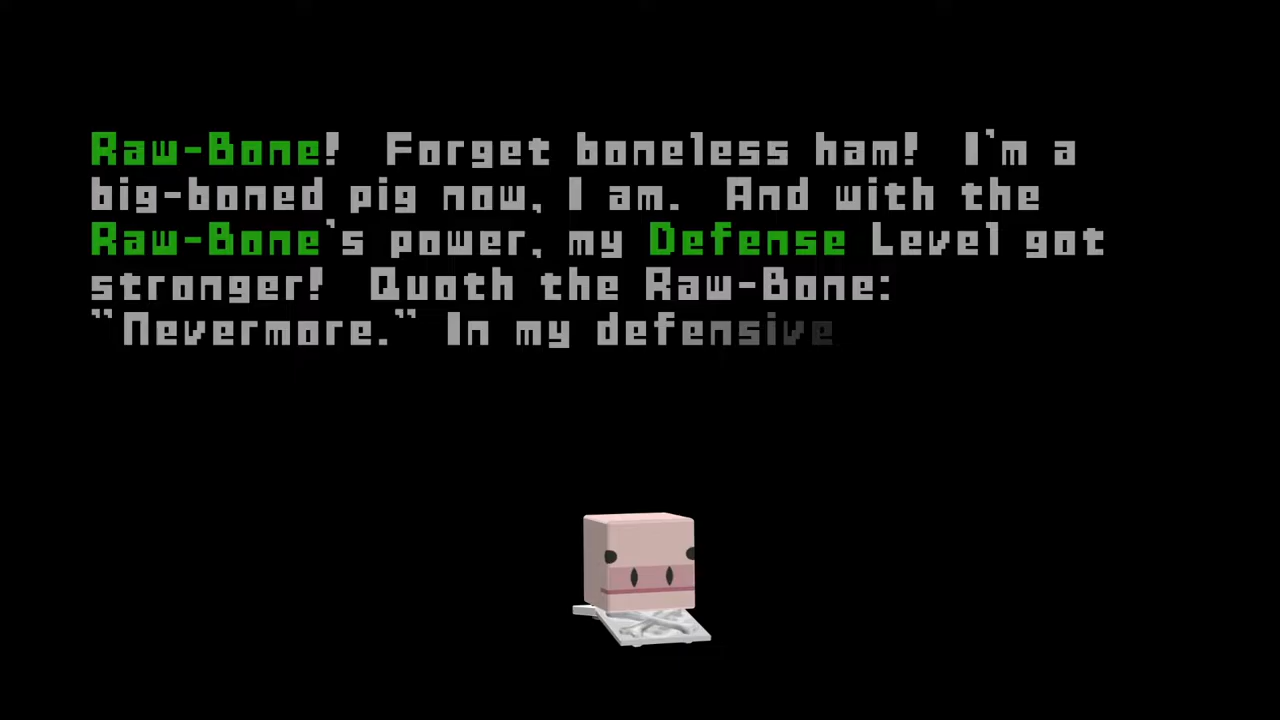 Raw-Bone! Forget boneless ham! I'm a
big-boned pig now, I am. And with the
Raw-Bone's power, my Defense Level got
stronger! Quoth the Raw-Bone:
"Nevermore." In my defensive